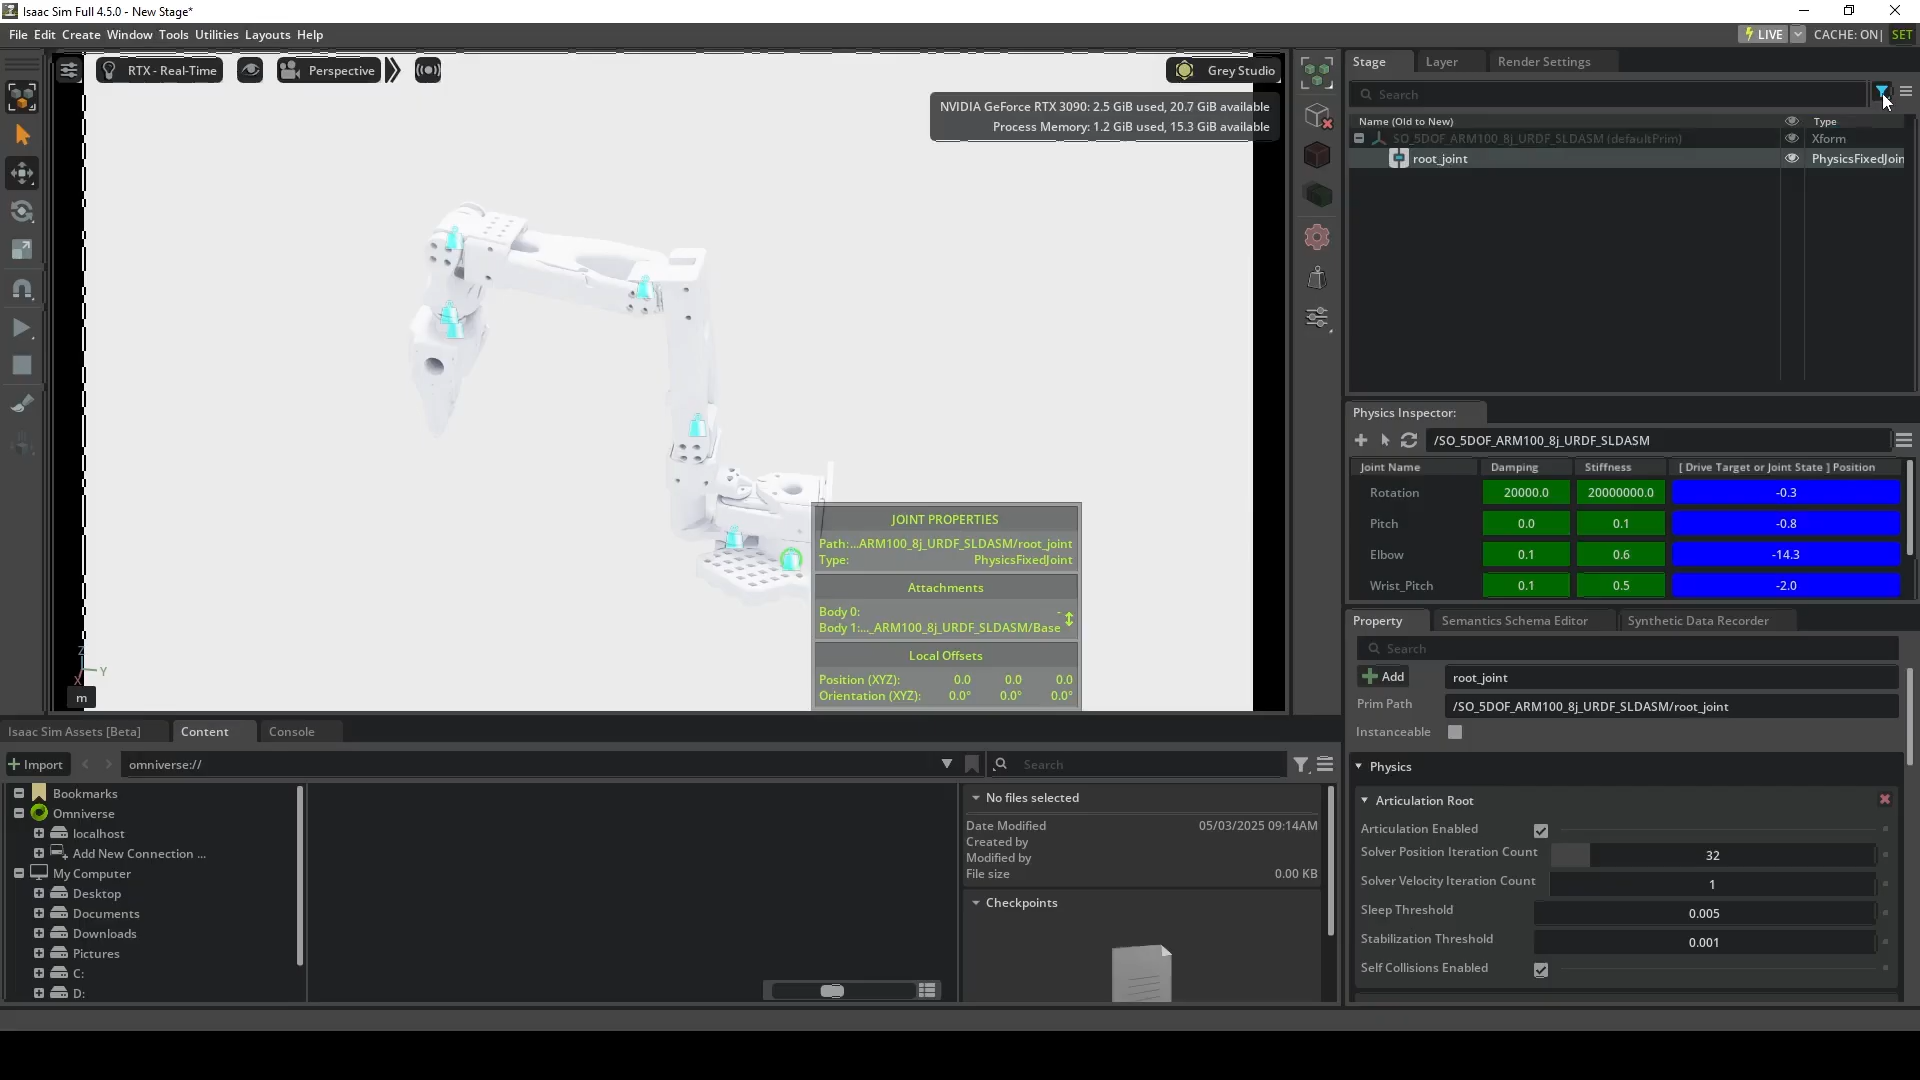 Isaac Sim Full 4.5.0 - New Stage*
File Edit Create Window Tools Utilities Layouts Help
LIVE CACHE: ON SET
RTX - Real-Time
Perspective
Grey Studio
NVIDIA GeForce RTX 3090: 2.5 GiB used, 20.7 GiB available
Process Memory: 1.2 GiB used, 15.3 GiB available
JOINT PROPERTIES
Path:...ARM100_8j_URDF_SLDASM/root_joint
Type: PhysicsFixedJoint
Attachments
Body 0: -
Body 1:..._ARM100_8j_URDF_SLDASM/Base
Local Offsets
Position (XYZ): 0.0 0.0 0.0
Orientation (XYZ): 0.0° 0.0° 0.0°
Z
Y
X
m
Stage Layer Render Settings
Search
Name (Old to New) Type
SO_5DOF_ARM100_8j_URDF_SLDASM (defaultPrim) Xform
root_joint PhysicsFixedJoin
Physics Inspector:
/SO_5DOF_ARM100_8j_URDF_SLDASM
Joint Name Damping Stiffness [ Drive Target or Joint State ] Position
Rotation 20000.0 20000000.0 -0.3
Pitch 0.0 0.1 -0.8
Elbow 0.1 0.6 -14.3
Wrist_Pitch 0.1 0.5 -2.0
Property Semantics Schema Editor Synthetic Data Recorder
Search
Add root_joint
Prim Path /SO_5DOF_ARM100_8j_URDF_SLDASM/root_joint
Instanceable
Physics
Articulation Root
Articulation Enabled
Solver Position Iteration Count 32
Solver Velocity Iteration Count 1
Sleep Threshold 0.005
Stabilization Threshold 0.001
Self Collisions Enabled
Isaac Sim Assets [Beta] Content Console
Import omniverse:// Search
Bookmarks
Omniverse
localhost
Add New Connection ...
My Computer
Desktop
Documents
Downloads
Pictures
C:
D:
No files selected
Date Modified 05/03/2025 09:14AM
Created by
Modified by
File size 0.00 KB
Checkpoints